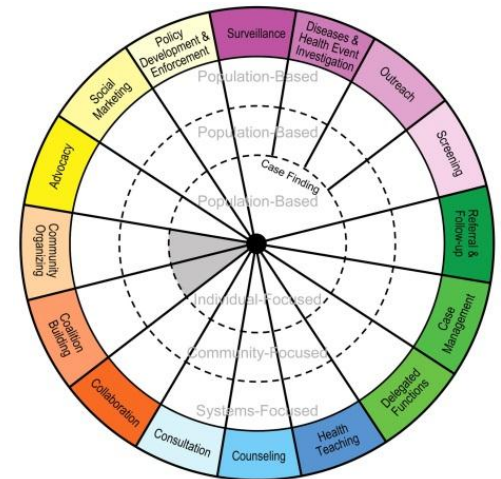 Surveillance
Diseases &
Health Event
Investigation
Outreach
Screening
Referral &
Follow-up
Case
Management
Delegated
Functions
Health
Teaching
Counseling
Consultation
Collaboration
Coalition
Building
Community
Organizing
Advocacy
Social
Marketing
Policy
Development &
Enforcement
Population-Based
Population-Based
Case Finding
Population-Based
Individual-Focused
Community-Focused
Systems-Focused